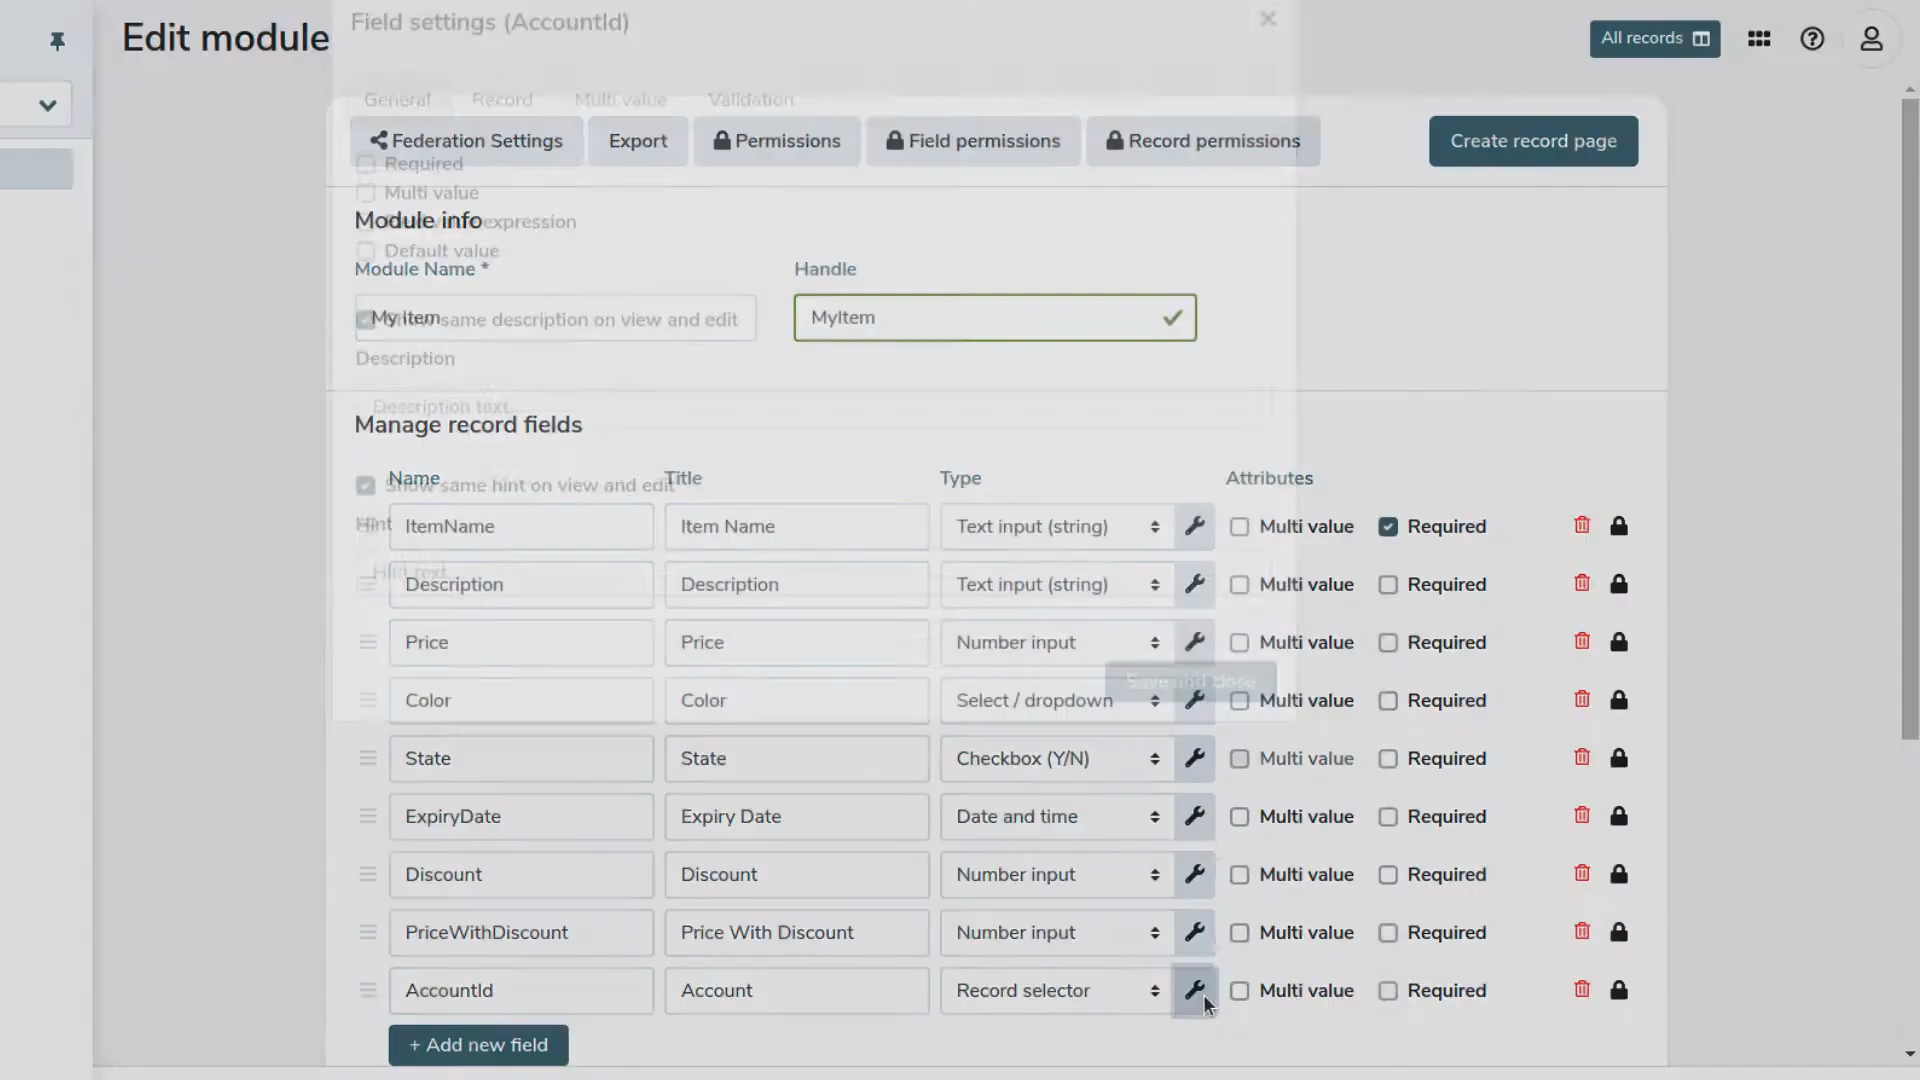 Edit module
Field settings (AccountId)
All records
General Record Multi value Validation
Federation Settings Export Permissions Field permissions Record permissions Create record page
Required
Multi value
Module info
expression
Default value
Module Name * Handle
My Item
same description on view and edit
MyItem
Description
Description text
Manage record fields
Name Title Type Attributes
Show same hint on view and edit
Hint
ItemName Item Name Text input (string) Multi value Required
Hint text
Description Description Text input (string) Multi value Required
Price Price Number input Multi value Required
Save and close
Color Color Select / dropdown Multi value Required
State State Checkbox (Y/N) Multi value Required
ExpiryDate Expiry Date Date and time Multi value Required
Discount Discount Number input Multi value Required
PriceWithDiscount Price With Discount Number input Multi value Required
AccountId Account Record selector Multi value Required
+ Add new field